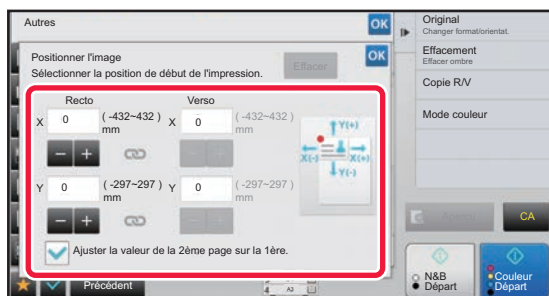 Autres
OK
Positionner l'image
Sélectionner la position de début de l'impression.
Effacer
OK
Recto
Verso
X 0 (-432~432) mm X 0 (-432~432) mm
− + − +
Y 0 (-297~297) mm Y 0 (-297~297) mm
− + − +
Y(+)
X(-) X(+)
Y(-)
Ajuster la valeur de la 2ème page sur la 1ère.
Précédent
A3
Original
Changer format/orientat.
Effacement
Effacer ombre
Copie R/V
Mode couleur
CA
N&B
Départ
Couleur
Départ